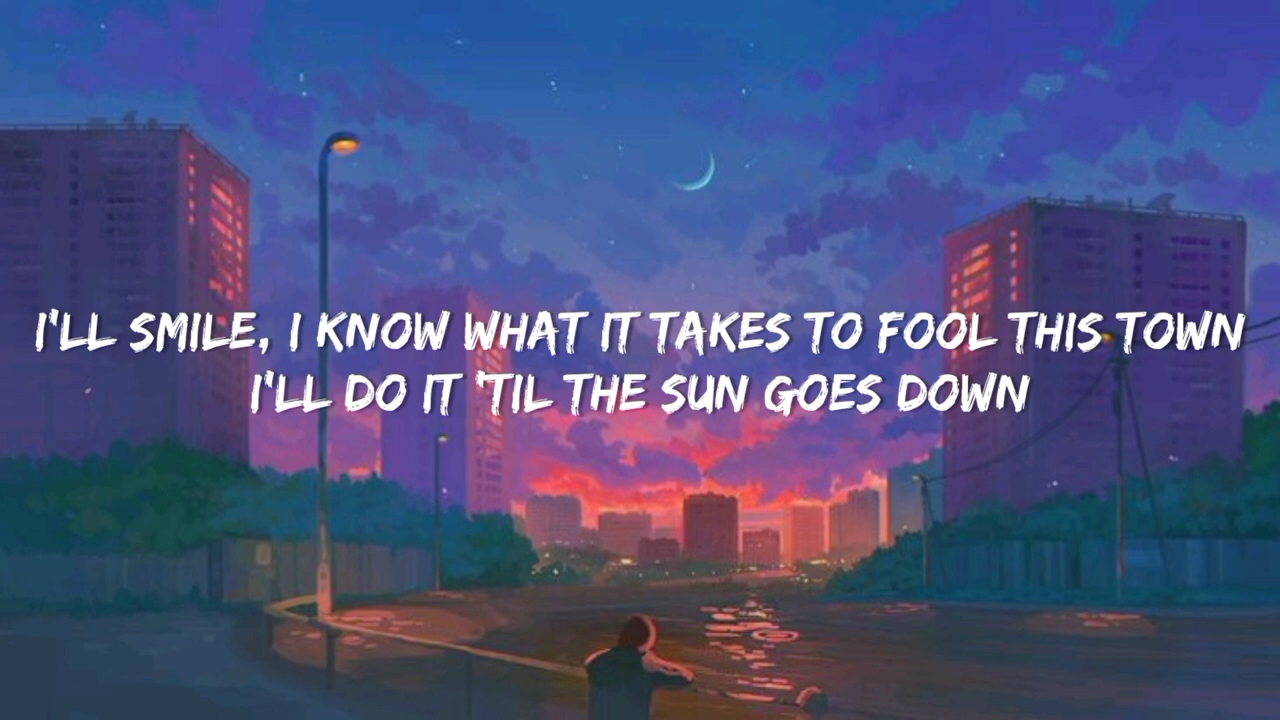 I'LL SMILE, I KNOW WHAT IT TAKES TO FOOL THIS TOWN
I'LL DO IT 'TIL THE SUN GOES DOWN